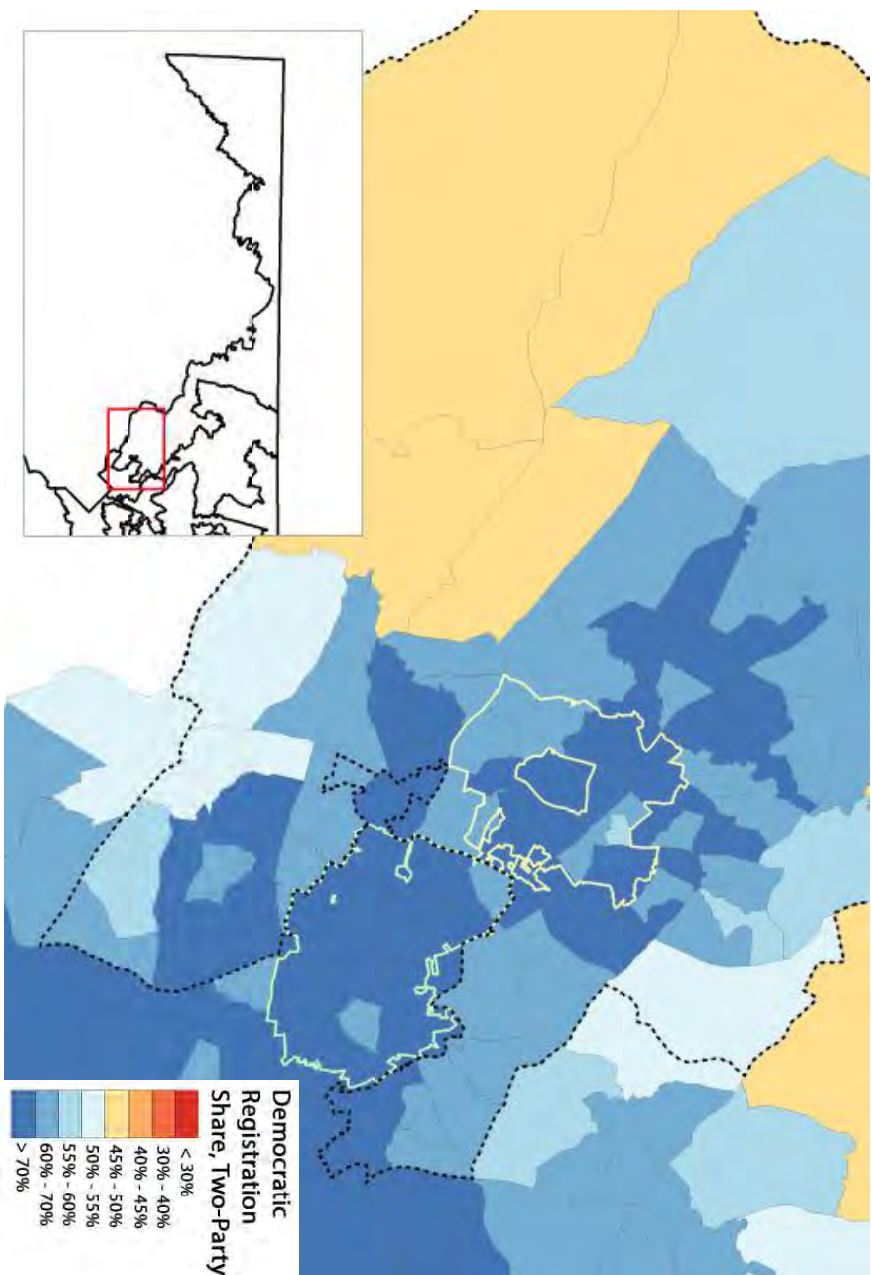 Democratic
Registration
Share, Two-Party
< 30%
30% - 40%
40% - 45%
45% - 50%
50% - 55%
55% - 60%
60% - 70%
> 70%